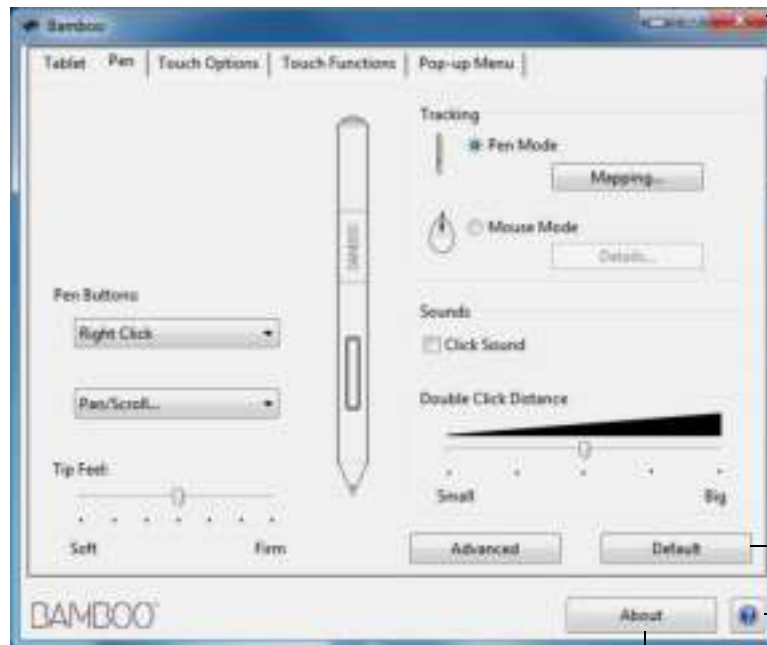 Bamboo
Tablet Pen Touch Options Touch Functions Pop-up Menu
Tracking
Pen Mode
Mapping...
Mouse Mode
Details...
BAMBOO
Pen Buttons:
Right Click
Pan/Scroll...
Sounds
Click Sound
Double Click Distance
Small Big
Tip Feel:
Soft Firm
Advanced Default
BAMBOO
About ?